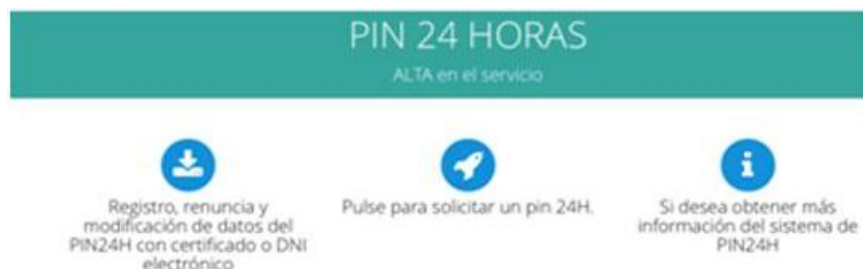 PIN 24 HORAS
ALTA en el servicio
Registro, renuncia y
modificación de datos del
PIN24H con certificado o DNI
electrónico
Pulse para solicitar un pin 24H.
Si desea obtener más
información del sistema de
PIN24H